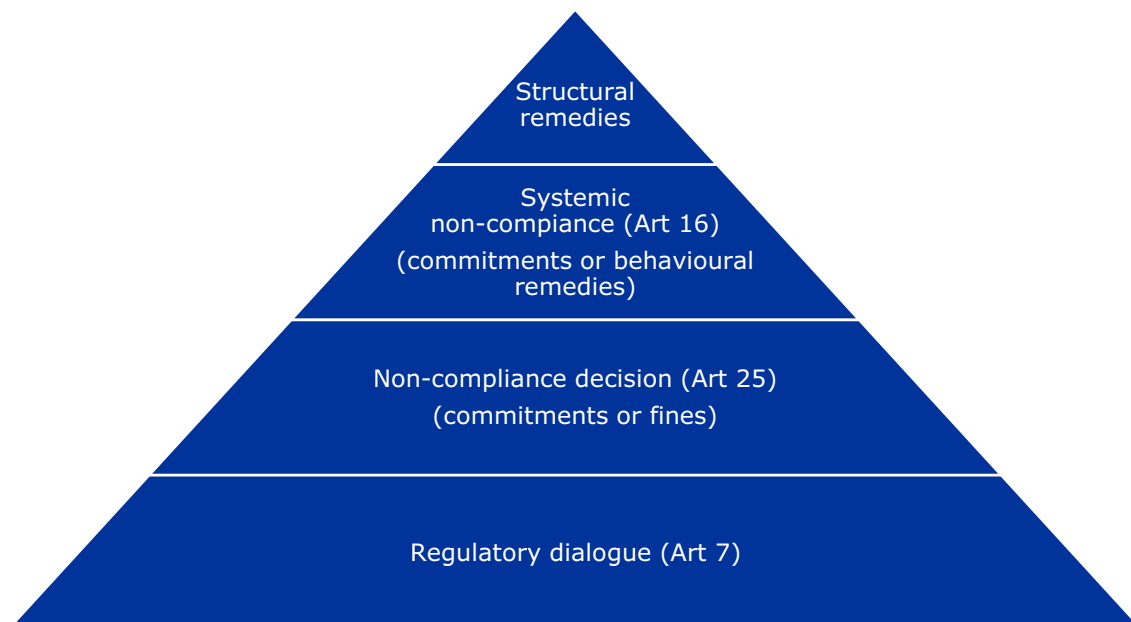 Structural
remedies
Systemic
non-compiance (Art 16)
(commitments or behavioural
remedies)
Non-compliance decision (Art 25)
(commitments or fines)
Regulatory dialogue (Art 7)